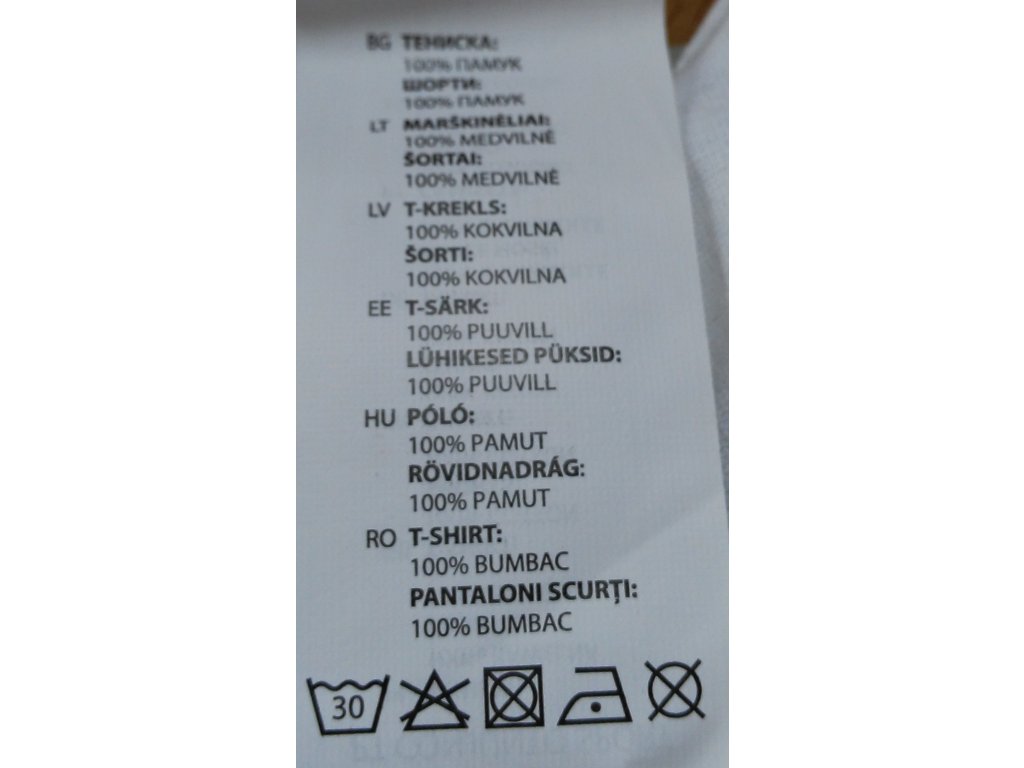 BG ТЕНИСКА:
100% ПАМУК
ШОРТИ:
100% ПАМУК
LT MARŠKINĖLIAI:
100% MEDVILNĖ
ŠORTAI:
100% MEDVILNĖ
LV T-KREKLS:
100% KOKVILNA
ŠORTI:
100% KOKVILNA
EE T-SÄRK:
100% PUUVILL
LÜHIKESED PÜKSID:
100% PUUVILL
HU PÓLÓ:
100% PAMUT
RÖVIDNADRÁG:
100% PAMUT
RO T-SHIRT:
100% BUMBAC
PANTALONI SCURȚI:
100% BUMBAC
30